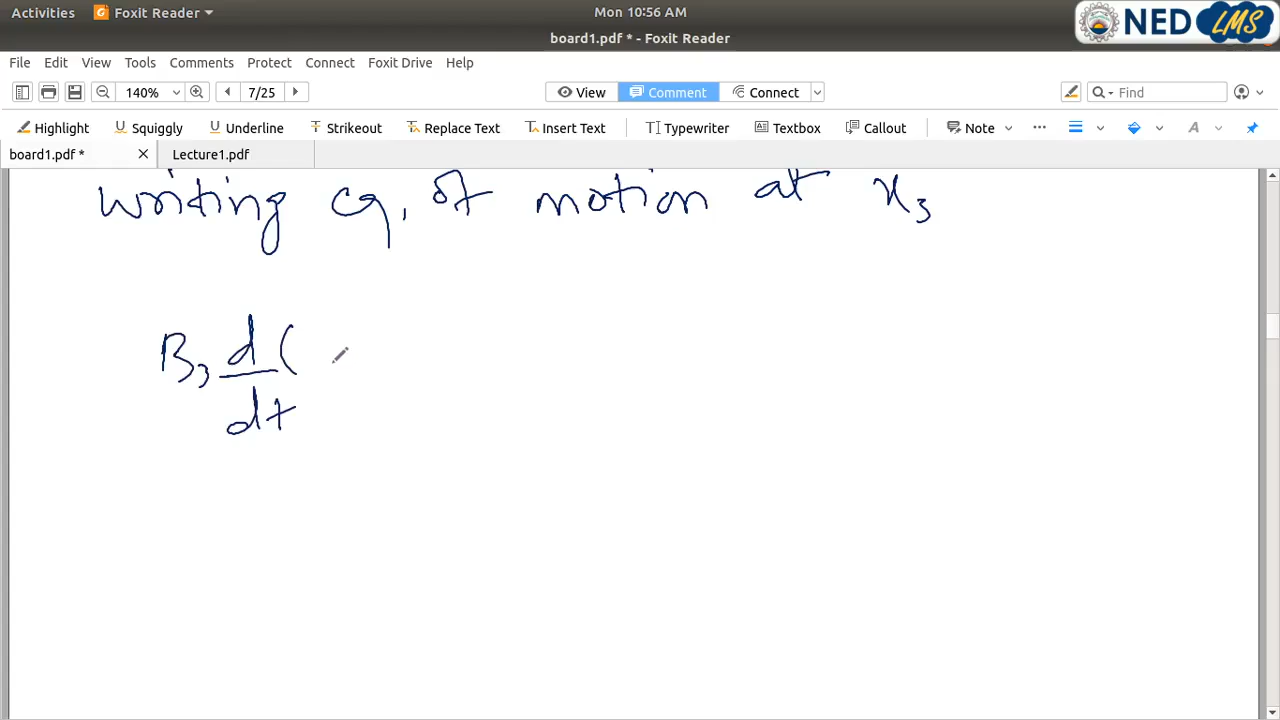 Activities Foxit Reader Mon 10:56 AM
NED LMS
board1.pdf * - Foxit Reader
File Edit View Tools Comments Protect Connect Foxit Drive Help
140% 7/25 View Comment Connect Find
Highlight Squiggly Underline Strikeout Replace Text Insert Text Typewriter Textbox Callout Note ... A
board1.pdf * Lecture1.pdf
writing eq, of motion at x₃
B₃ d (
dt